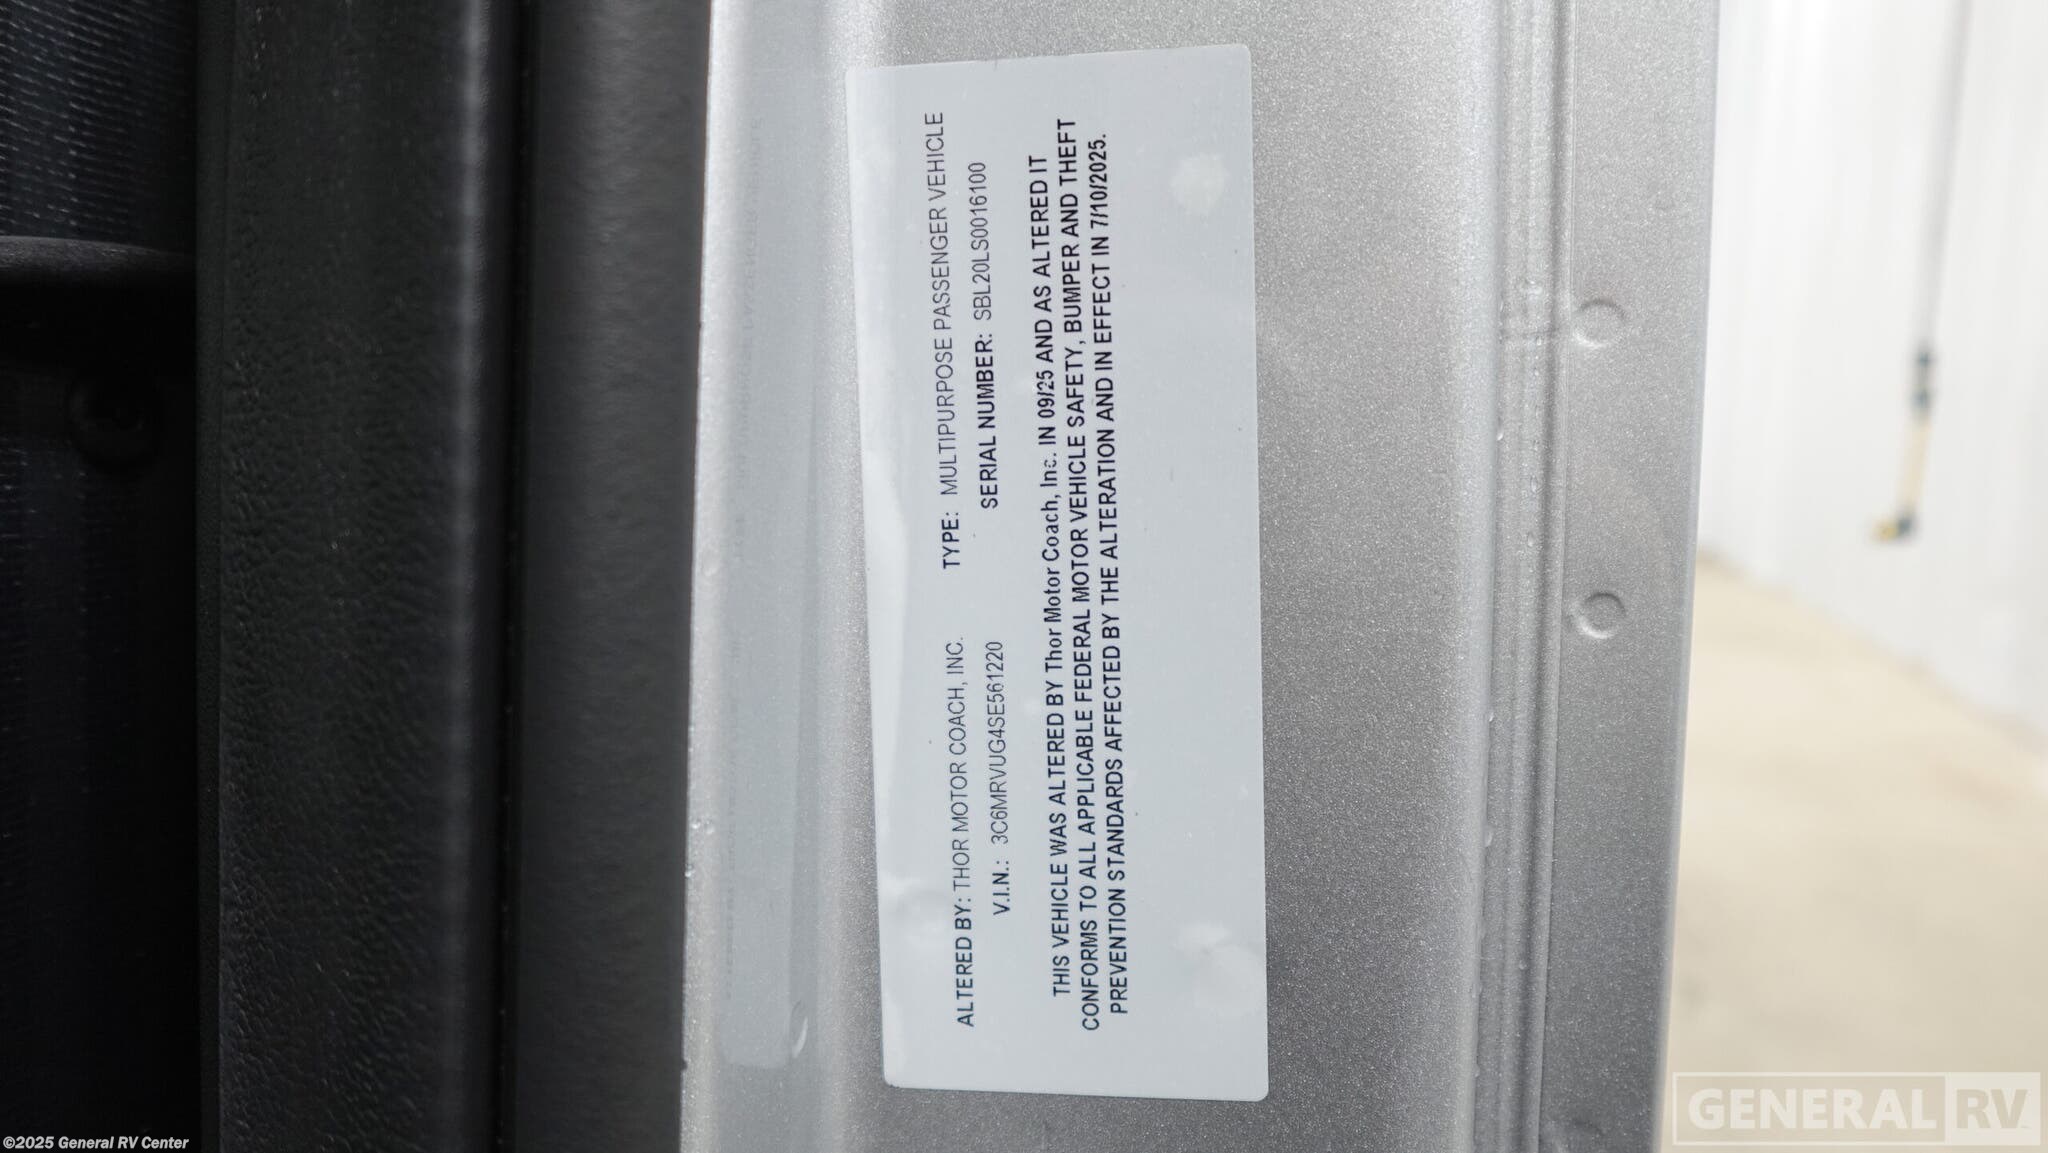 ALTERED BY: THOR MOTOR COACH, INC. TYPE: MULTIPURPOSE PASSENGER VEHICLE
V.I.N.: 3C6MRVUG4SE561220 SERIAL NUMBER: SBL20LS0016100
THIS VEHICLE WAS ALTERED BY Thor Motor Coach, Inc. IN 09/25 AND AS ALTERED IT
CONFORMS TO ALL APPLICABLE FEDERAL MOTOR VEHICLE SAFETY, BUMPER AND THEFT
PREVENTION STANDARDS AFFECTED BY THE ALTERATION AND IN EFFECT IN 7/10/2025.
©2025 General RV Center
GENERAL RV